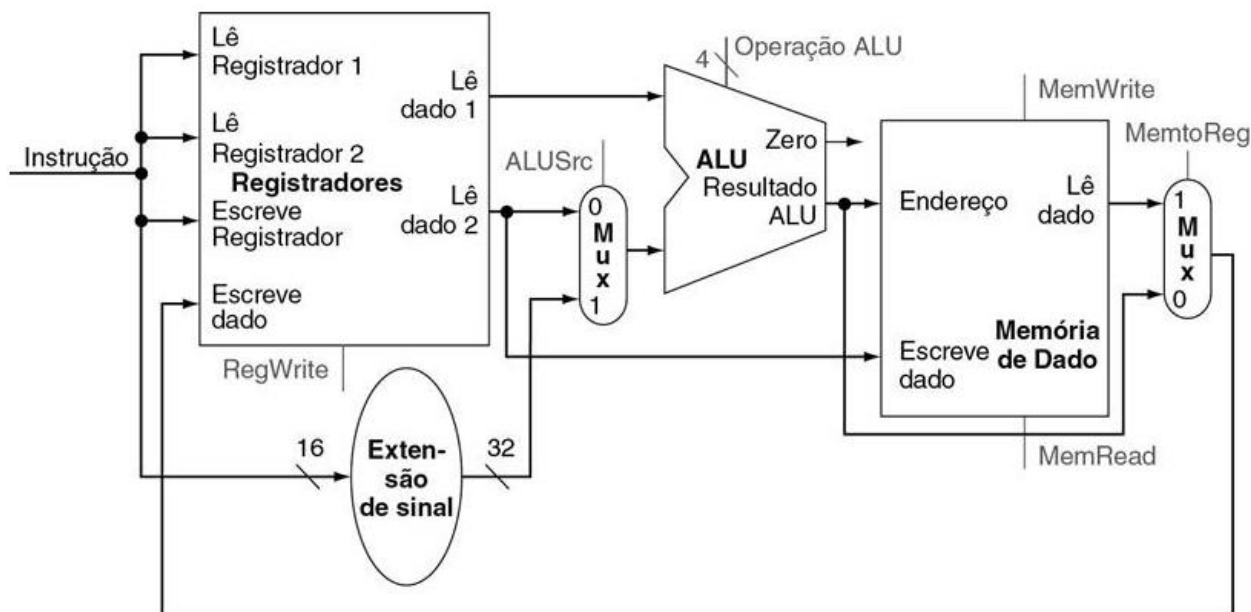 Instrução
Lê
Registrador 1
Lê
Registrador 2
Registradores
Escreve
Registrador
Escreve
dado
Lê
dado 1
Lê
dado 2
RegWrite
16
Exten-
são
de sinal
32
ALUSrc
0
Mux
1
4
Operação ALU
Zero
ALU
Resultado
ALU
MemWrite
Endereço
Lê
dado
Escreve
dado
Memória
de Dado
MemRead
MemtoReg
1
Mux
0